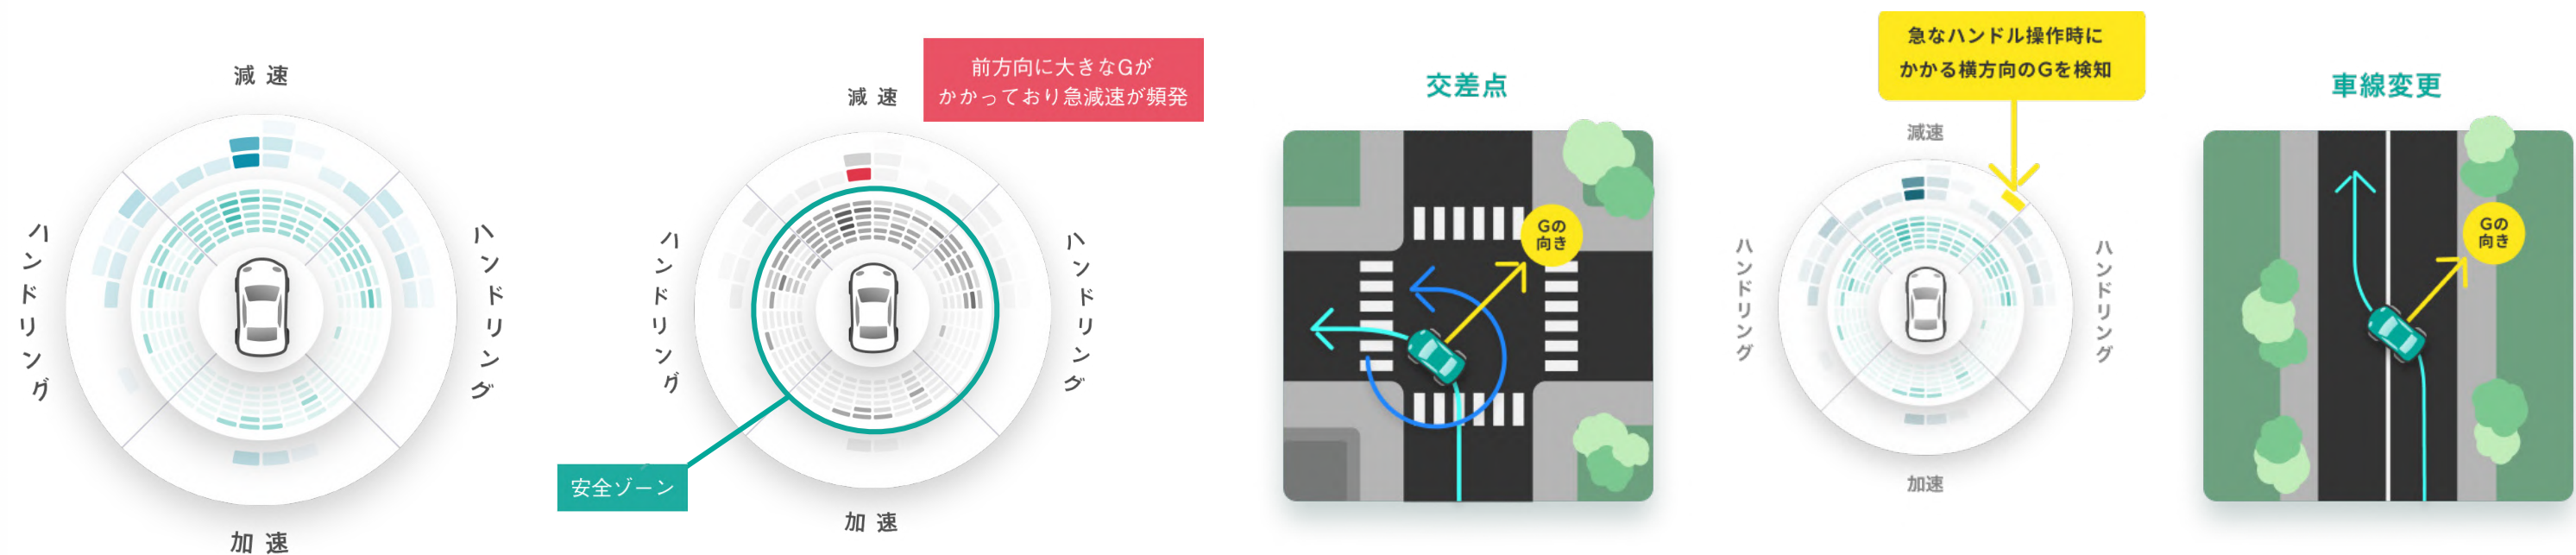 減速
ハンドリング
ハンドリング
加速
前方向に大きなGが
かかっており急減速が頻発
減速
ハンドリング
ハンドリング
安全ゾーン
加速
交差点
Gの
向き
急なハンドル操作時に
かかる横方向のGを検知
減速
ハンドリング
ハンドリング
加速
車線変更
Gの
向き